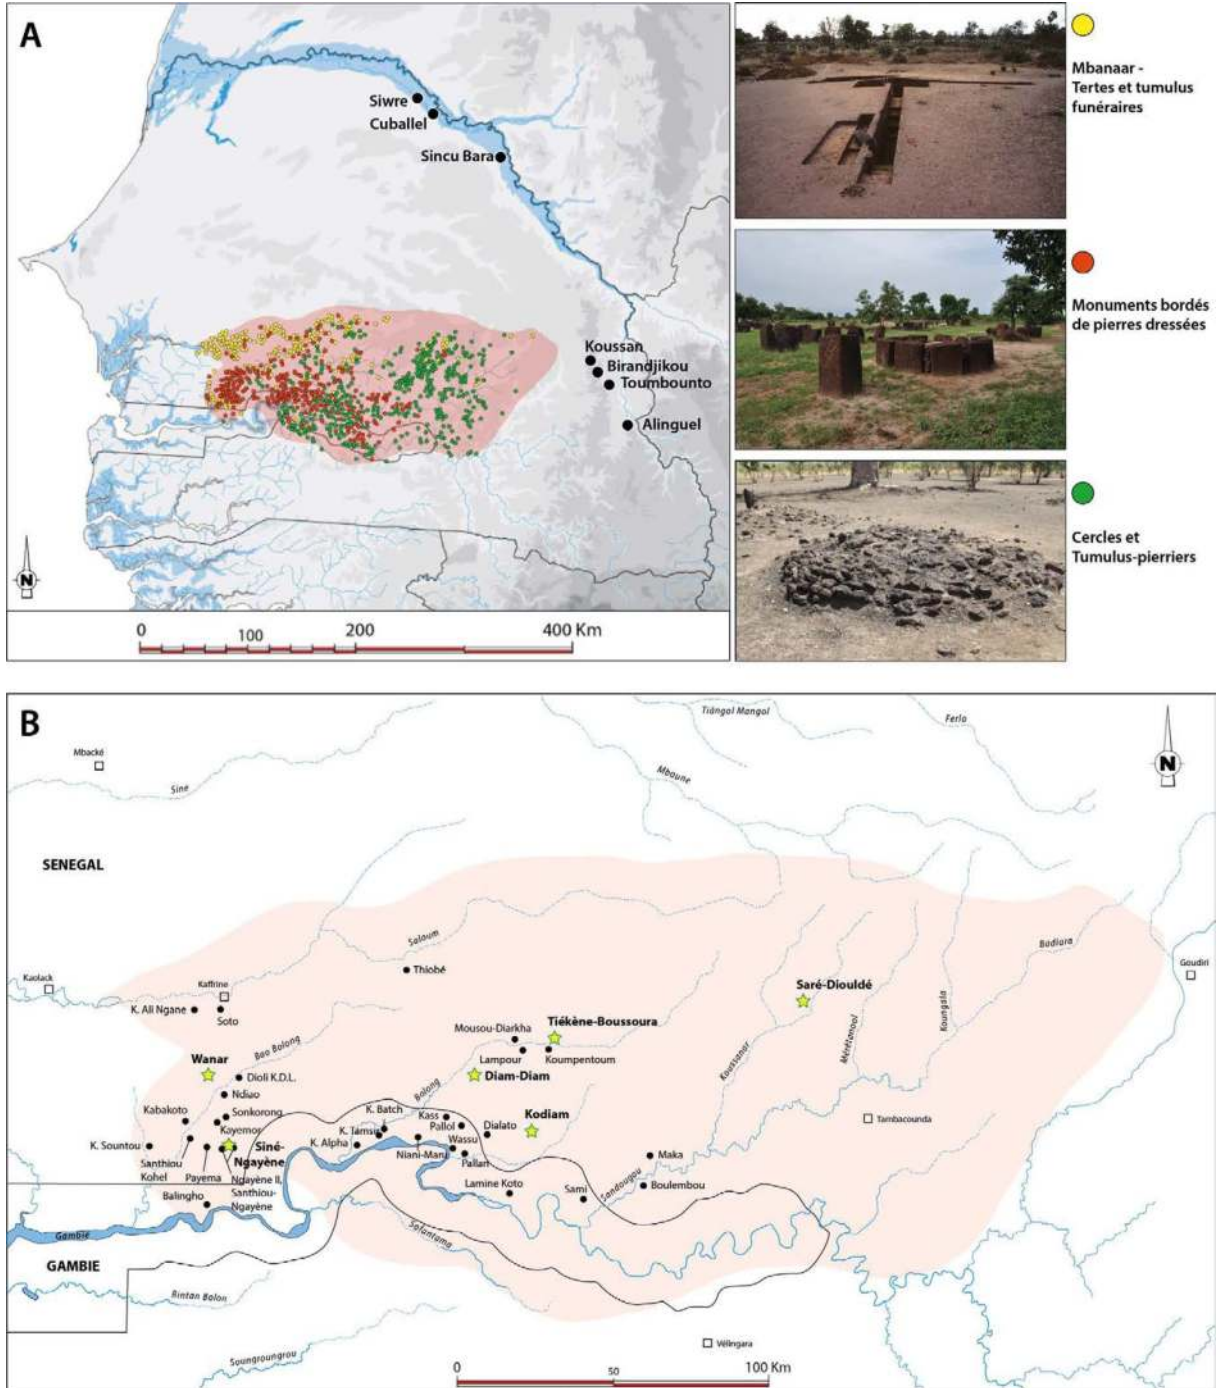 A
Siwre
Cuballel
Sincu Bara
Koussan
Birandjikou
Toumbounto
Alinguel
N
0
100
200
400 Km
Mbanaar -
Tertes et tumulus
funéraires
Monuments bordés
de pierres dressées
Cercles et
Tumulus-pierriers
B
Tiângol Mangol
Ferlo
Mbacké
Sine
Mbaune
N
SENEGAL
Saloum
Badiara
Goudiri
Kaolack
Kaffrine
Thiobé
K. Ali Ngane
Soto
Saré-Diouldé
Koungala
Mérétanool
Koussanar
Mousou-Diarkha
Tiékène-Boussoura
Bao Bolong
Lampour
Koumpentoum
Wanar
Dioli K.D.L.
Bolong
Diam-Diam
Ndiao
Kabakoto
Sonkorong
K. Batch
Kass
Kodiam
Tambacounda
Kayemor
K. Tamsir
Pallol
Dialato
K. Sountou
Siné-
Ngayène
K. Alpha
Wassu
Santhiou
Kohel
Payema
Ngayène II,
Santhiou-
Ngayène
Niani-Maru
Pallan
Maka
Balingho
Lamine Koto
Sami
Sandougou
Boulembou
Gambie
Sofaniama
GAMBIE
Bintan Bolon
Soungroungrou
Vélingara
0
50
100 Km